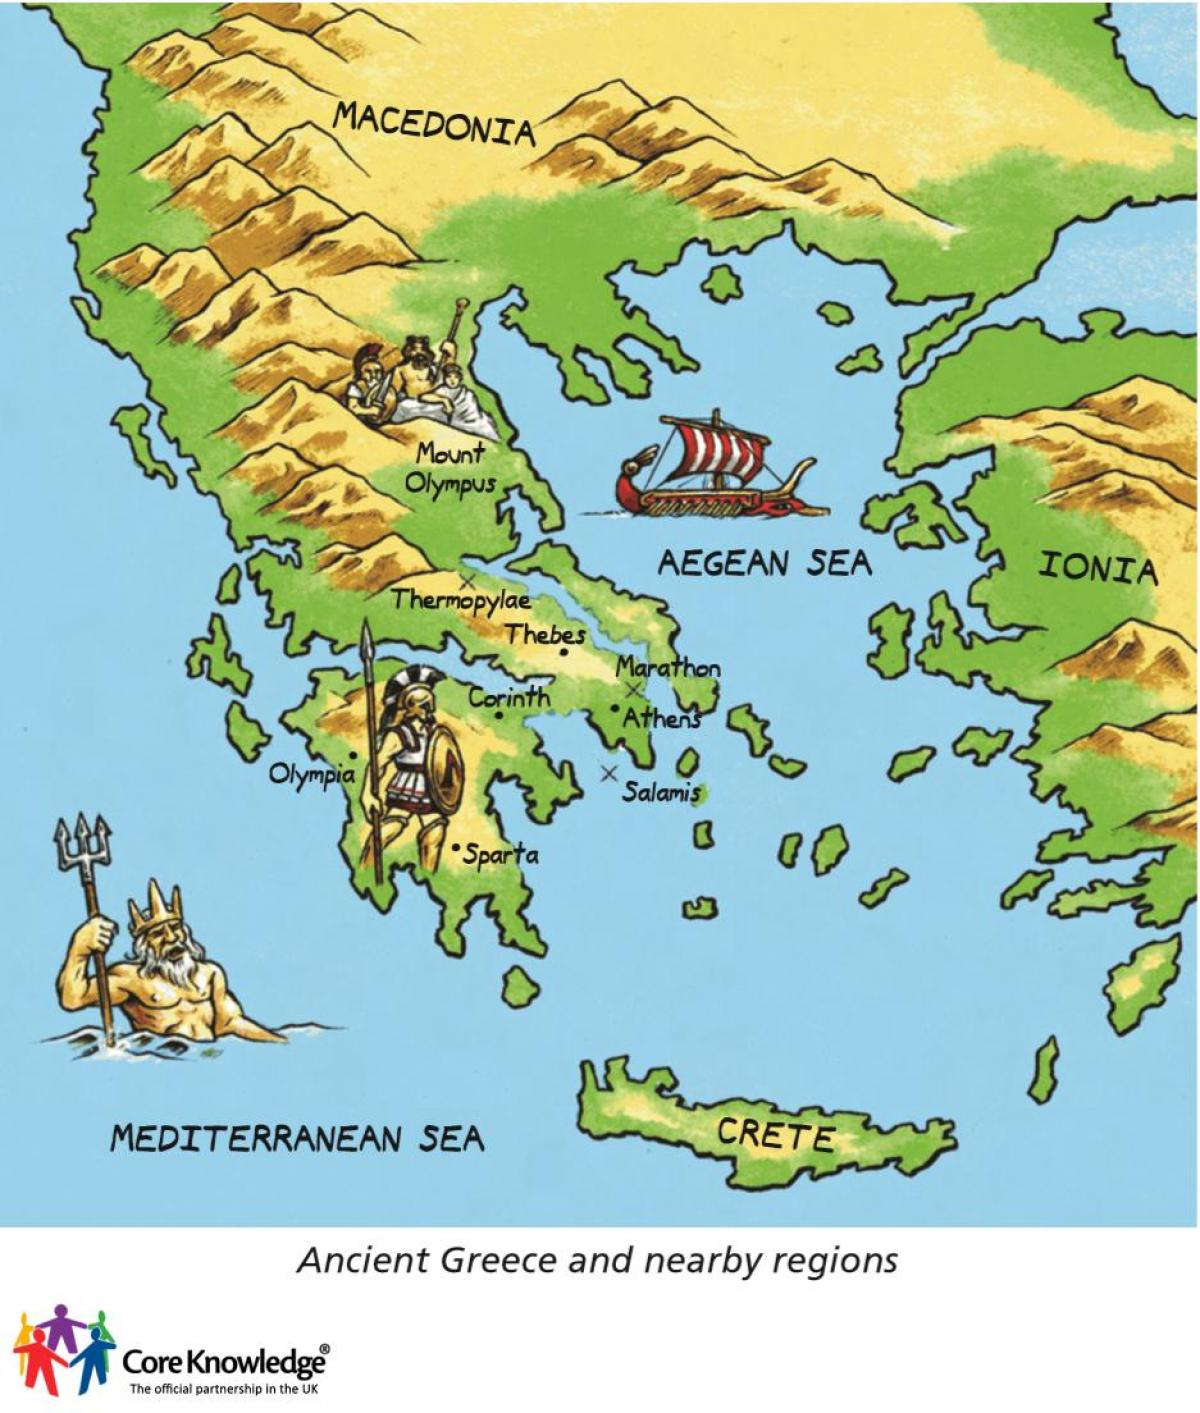 MACEDONIA
Mount
Olympus
AEGEAN SEA
IONIA
Thermopylae
Thebes
Marathon
Corinth
Athens
Olympia
Salamis
Sparta
MEDITERRANEAN SEA
CRETE
Ancient Greece and nearby regions
Core Knowledge®
The official partnership in the UK